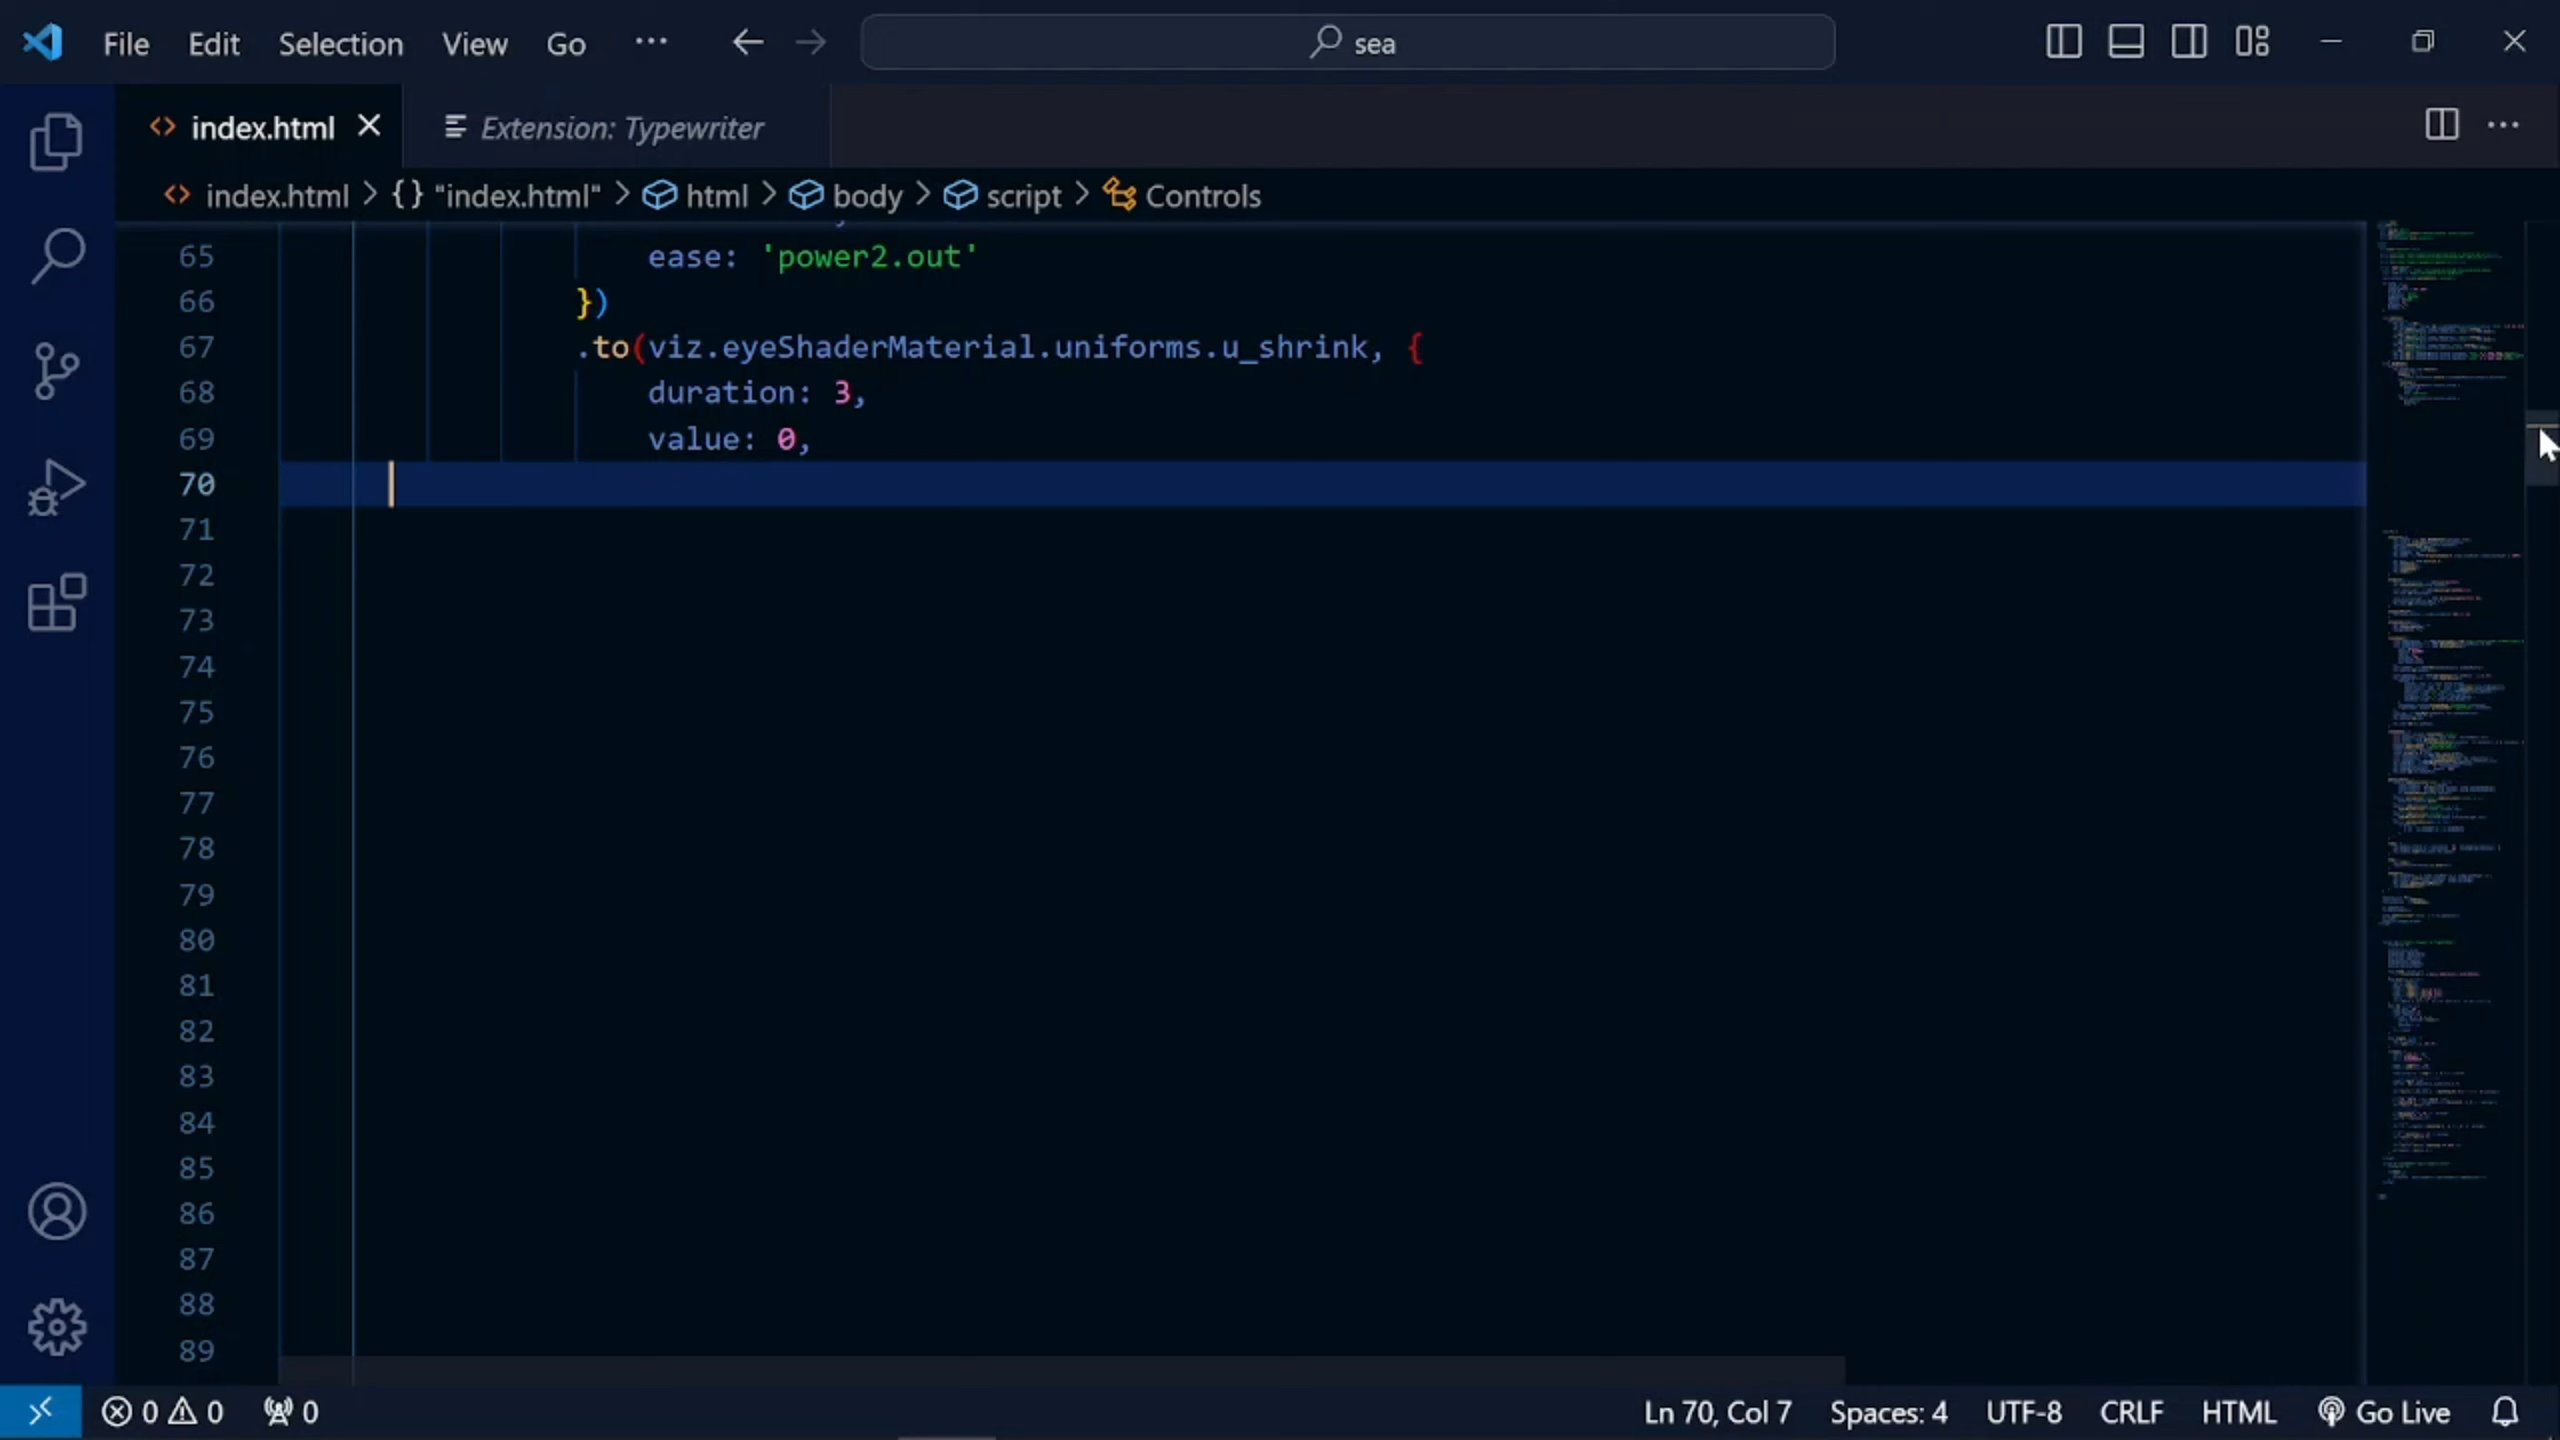 File Edit Selection View Go ··· sea
index.html Extension: Typewriter
index.html > {} "index.html" > html > body > script > Controls
65 ease: 'power2.out'
66 })
67 .to(viz.eyeShaderMaterial.uniforms.u_shrink, {
68 duration: 3,
69 value: 0,
70
71
72
73
74
75
76
77
78
79
80
81
82
83
84
85
86
87
88
89
0 0 0 Ln 70, Col 7 Spaces: 4 UTF-8 CRLF HTML Go Live